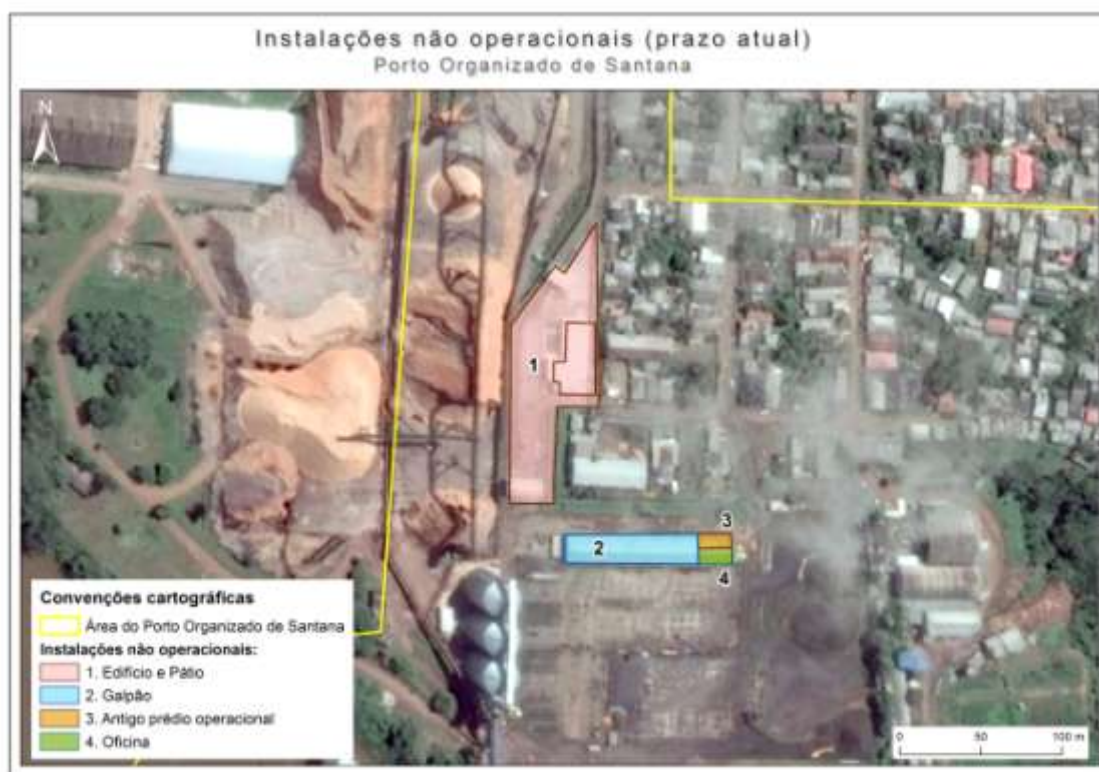 Instalações não operacionais (prazo atual)
Porto Organizado de Santana
N
1
2
3
4
Convenções cartográficas
Área do Porto Organizado de Santana
Instalações não operacionais:
1. Edifício e Pátio
2. Galpão
3. Antigo prédio operacional
4. Oficina
0 50 100 m